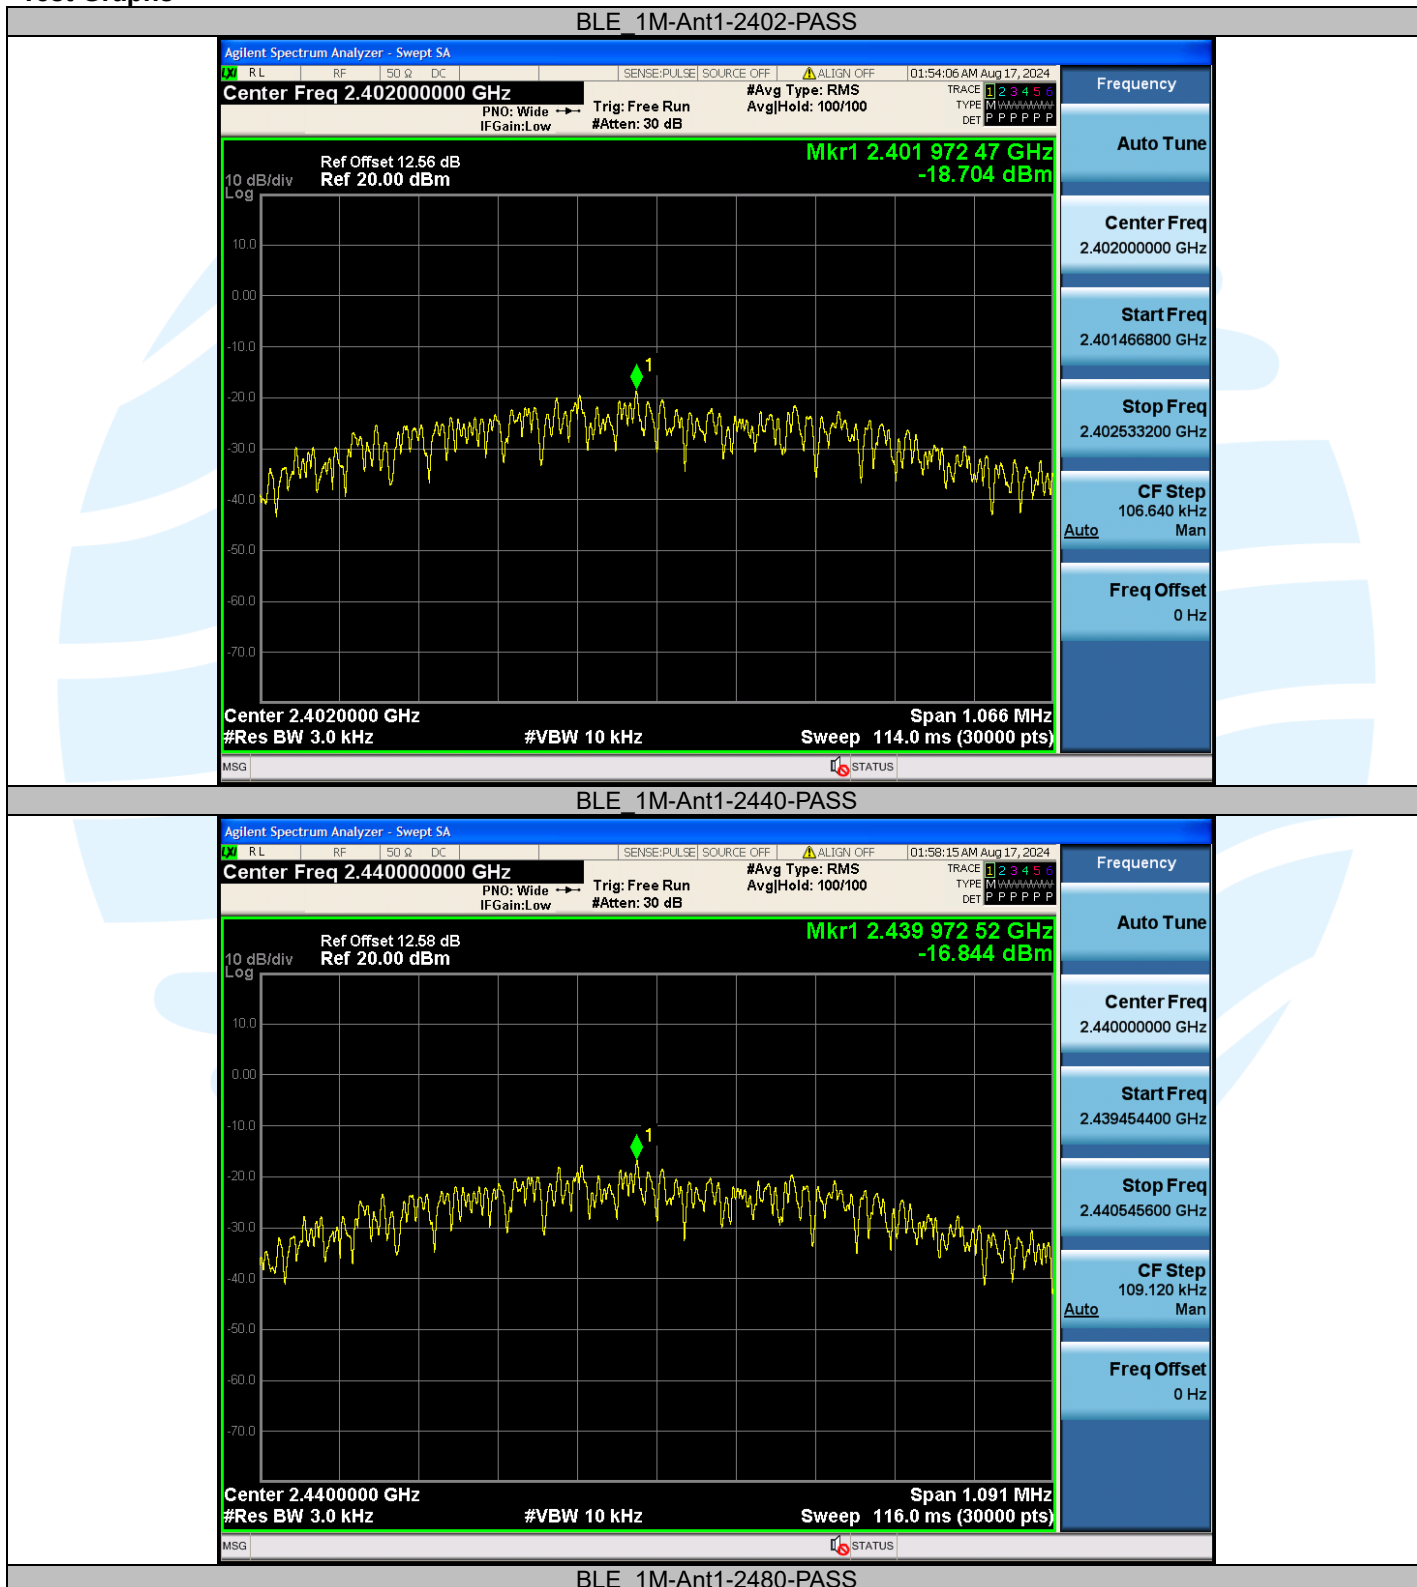 BLE_1M-Ant1-2402-PASS
Agilent Spectrum Analyzer - Swept SA
LXI RL RF 50 Ω DC SENSE:PULSE SOURCE OFF ALIGN OFF 01:54:06 AM Aug 17, 2024
Center Freq 2.402000000 GHz
PNO: Wide
IFGain:Low
Trig: Free Run
#Atten: 30 dB
#Avg Type: RMS
Avg|Hold: 100/100
TRACE 1 2 3 4 5 6
TYPE M WWWWW
DET P P P P P P
Frequency
Auto Tune
Mkr1 2.401 972 47 GHz
-18.704 dBm
Ref Offset 12.56 dB
10 dB/div Ref 20.00 dBm
Log
10.0
0.00
-10.0
-20.0
-30.0
-40.0
-50.0
-60.0
-70.0
1
Center Freq
2.402000000 GHz
Start Freq
2.401466800 GHz
Stop Freq
2.402533200 GHz
CF Step
106.640 kHz
Auto Man
Freq Offset
0 Hz
Center 2.4020000 GHz Span 1.066 MHz
#Res BW 3.0 kHz #VBW 10 kHz Sweep 114.0 ms (30000 pts)
MSG STATUS
BLE_1M-Ant1-2440-PASS
Agilent Spectrum Analyzer - Swept SA
LXI RL RF 50 Ω DC SENSE:PULSE SOURCE OFF ALIGN OFF 01:58:15 AM Aug 17, 2024
Center Freq 2.440000000 GHz
PNO: Wide
IFGain:Low
Trig: Free Run
#Atten: 30 dB
#Avg Type: RMS
Avg|Hold: 100/100
TRACE 1 2 3 4 5 6
TYPE M WWWWW
DET P P P P P P
Frequency
Auto Tune
Mkr1 2.439 972 52 GHz
-16.844 dBm
Ref Offset 12.58 dB
10 dB/div Ref 20.00 dBm
Log
10.0
0.00
-10.0
-20.0
-30.0
-40.0
-50.0
-60.0
-70.0
1
Center Freq
2.440000000 GHz
Start Freq
2.439454400 GHz
Stop Freq
2.440545600 GHz
CF Step
109.120 kHz
Auto Man
Freq Offset
0 Hz
Center 2.4400000 GHz Span 1.091 MHz
#Res BW 3.0 kHz #VBW 10 kHz Sweep 116.0 ms (30000 pts)
MSG STATUS
BLE_1M-Ant1-2480-PASS